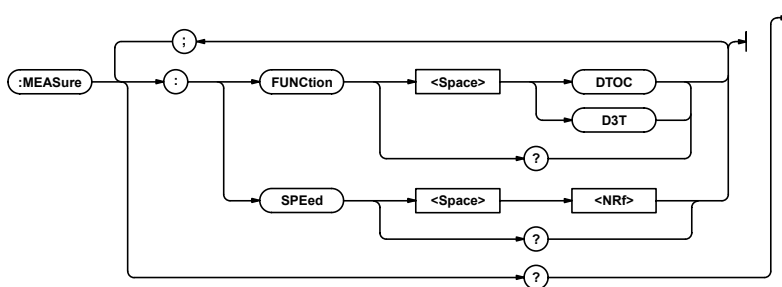 ;
:MEASure : FUNCtion <Space> DTOC
D3T
?
SPEed <Space> <NRf>
?
?